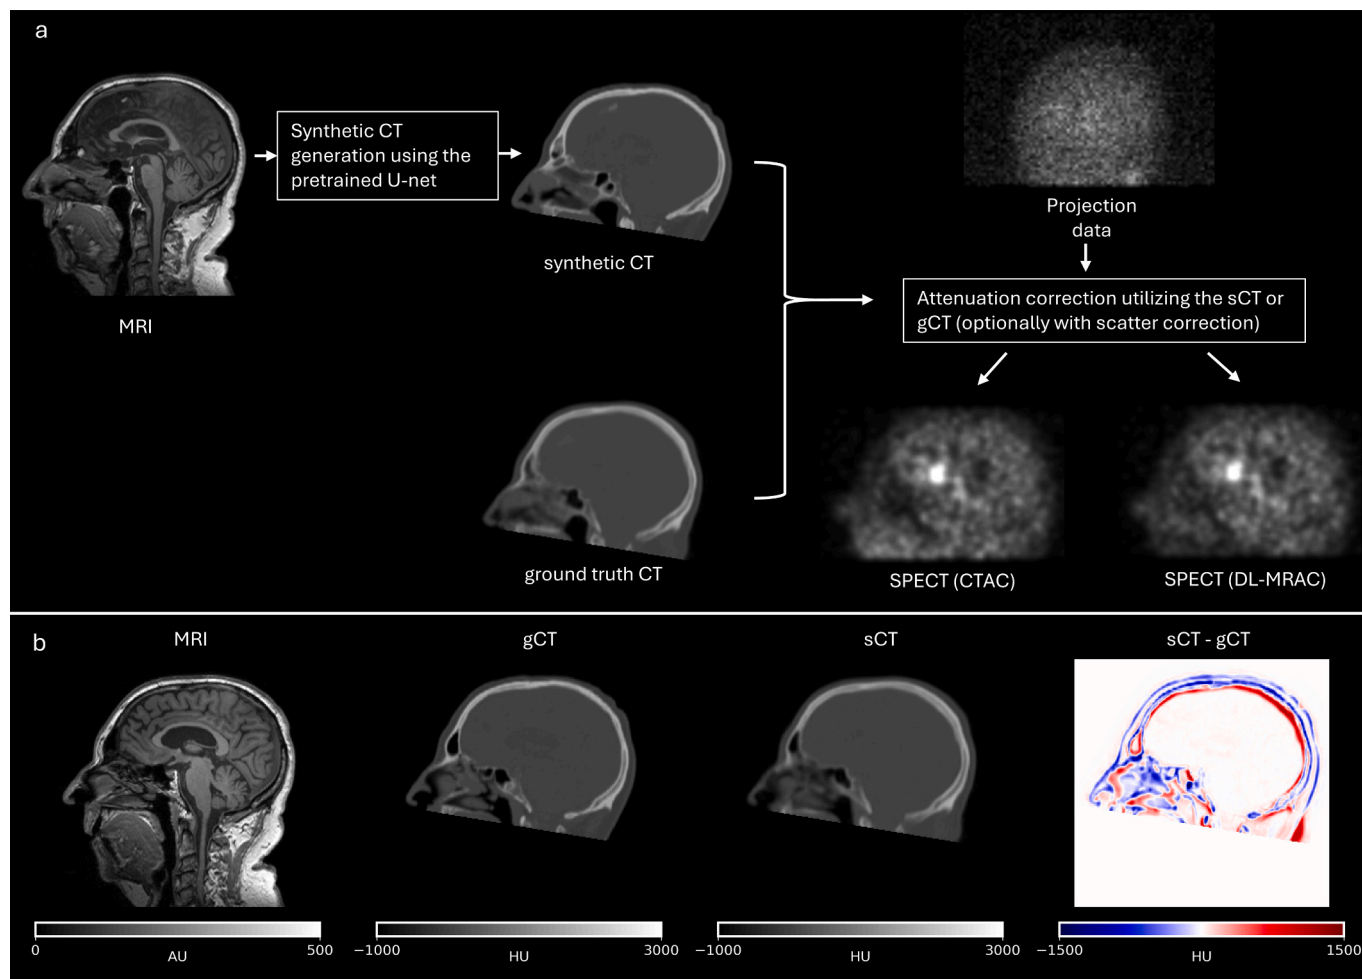 a
Synthetic CT
generation using the
pretrained U-net
synthetic CT
MRI
Projection
data
Attenuation correction utilizing the sCT or
gCT (optionally with scatter correction)
ground truth CT
SPECT (CTAC)
SPECT (DL-MRAC)
b
MRI
gCT
sCT
sCT - gCT
0
500
AU
−1000
3000
HU
−1000
3000
HU
−1500
1500
HU